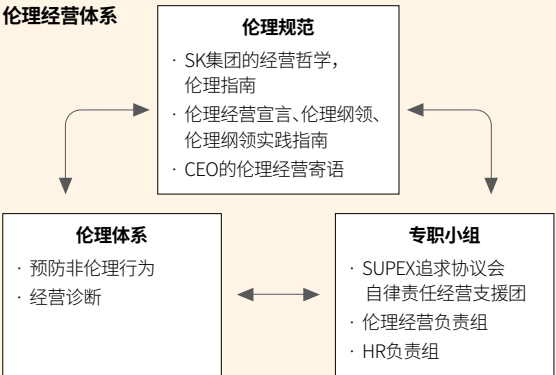 伦理经营体系
伦理规范
· SK集团的经营哲学，
伦理指南
· 伦理经营宣言、伦理纲领、
伦理纲领实践指南
· CEO的伦理经营寄语
伦理体系
· 预防非伦理行为
· 经营诊断
专职小组
· SUPEX追求协议会
自律责任经营支援团
· 伦理经营负责组
· HR负责组